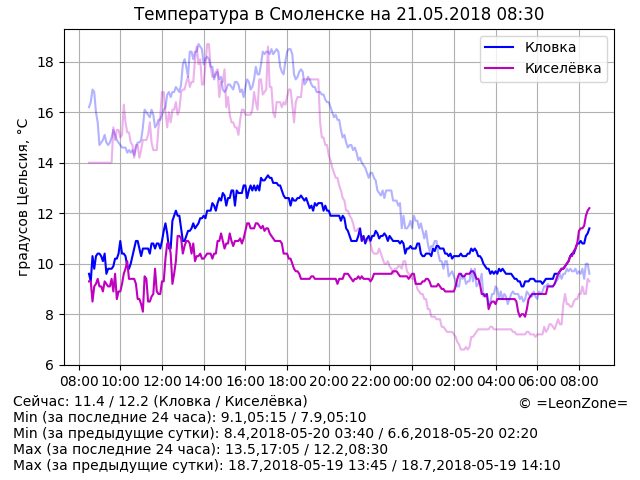 Температура в Смоленске на 21.05.2018 08:30
Кловка
Киселёвка
градусов Цельсия, °C
18
16
14
12
10
8
6
08:00 10:00 12:00 14:00 16:00 18:00 20:00 22:00 00:00 02:00 04:00 06:00 08:00
Сейчас: 11.4 / 12.2 (Кловка / Киселёвка)
© =LeonZone=
Min (за последние 24 часа): 9.1,05:15 / 7.9,05:10
Min (за предыдущие сутки): 8.4,2018-05-20 03:40 / 6.6,2018-05-20 02:20
Max (за последние 24 часа): 13.5,17:05 / 12.2,08:30
Max (за предыдущие сутки): 18.7,2018-05-19 13:45 / 18.7,2018-05-19 14:10